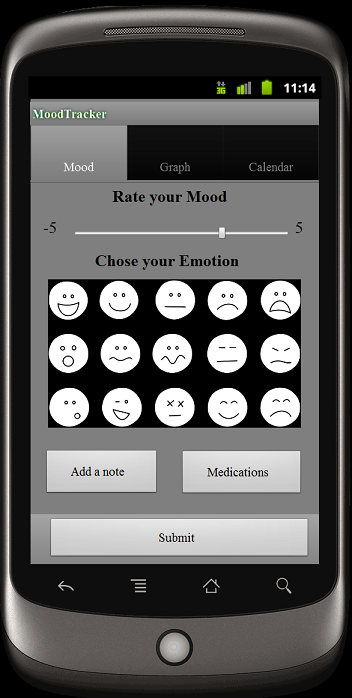 3G 11:14
MoodTracker
Mood Graph Calendar
Rate your Mood
-5 5
Chose your Emotion
Add a note Medications
Submit